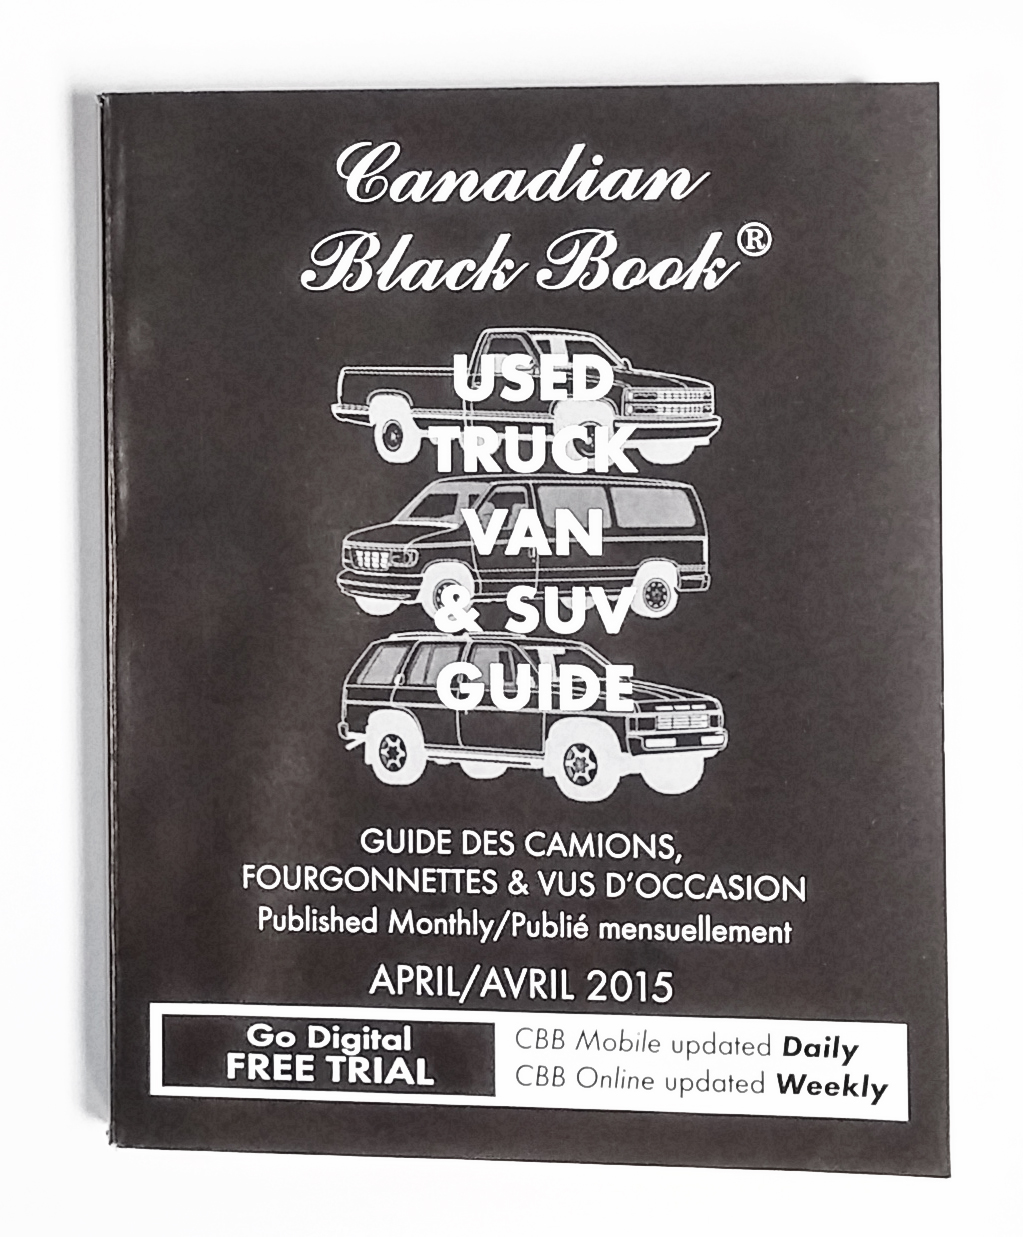 Canadian
Black Book®
USED
TRUCK
VAN
& SUV
GUIDE
GUIDE DES CAMIONS,
FOURGONNETTES & VUS D'OCCASION
Published Monthly/Publié mensuellement
APRIL/AVRIL 2015
Go Digital
FREE TRIAL
CBB Mobile updated Daily
CBB Online updated Weekly